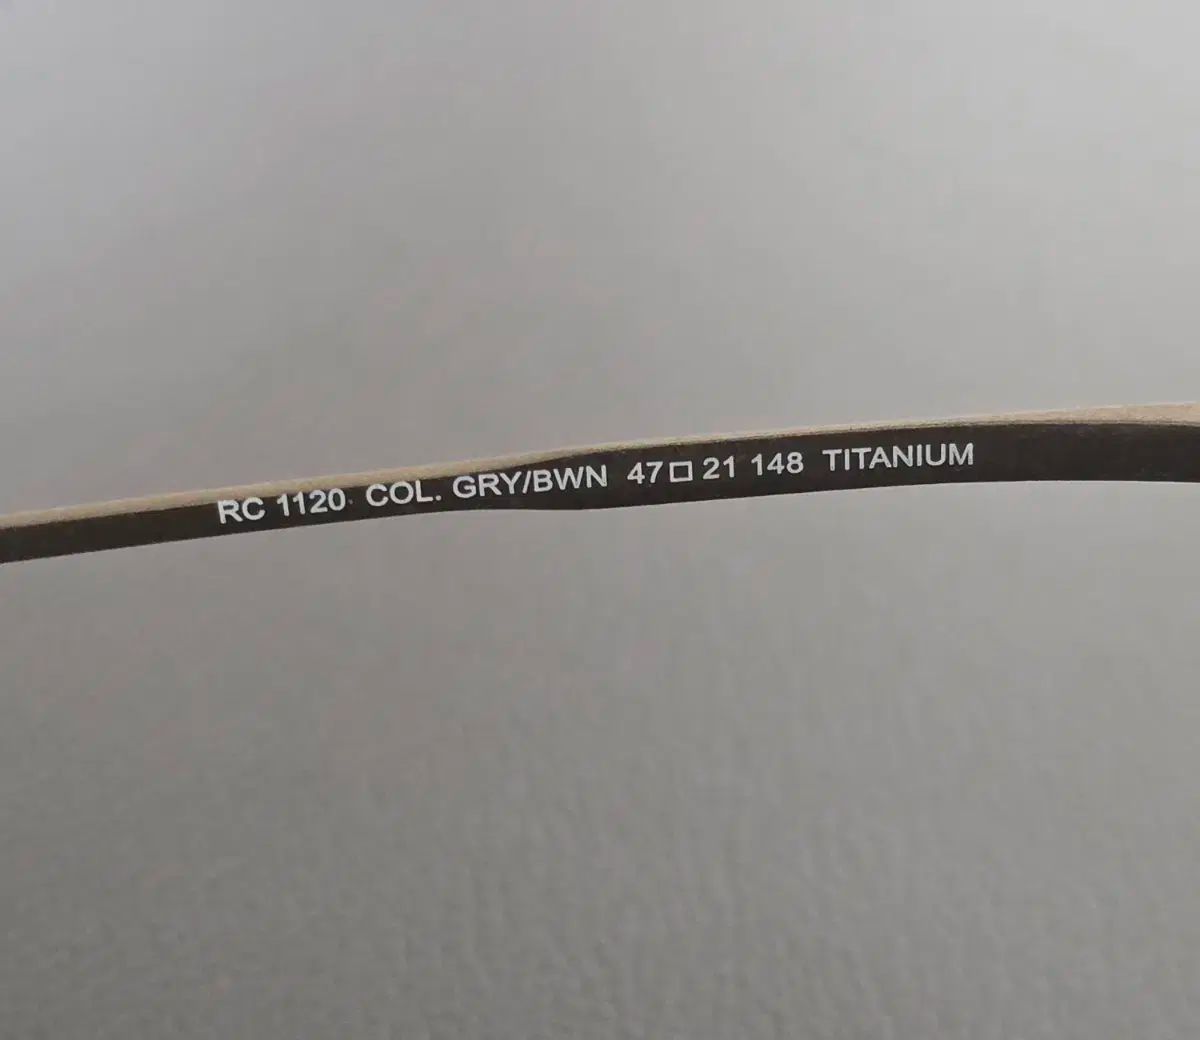 RC 1120 COL. GRY/BWN 47□21 148 TITANIUM